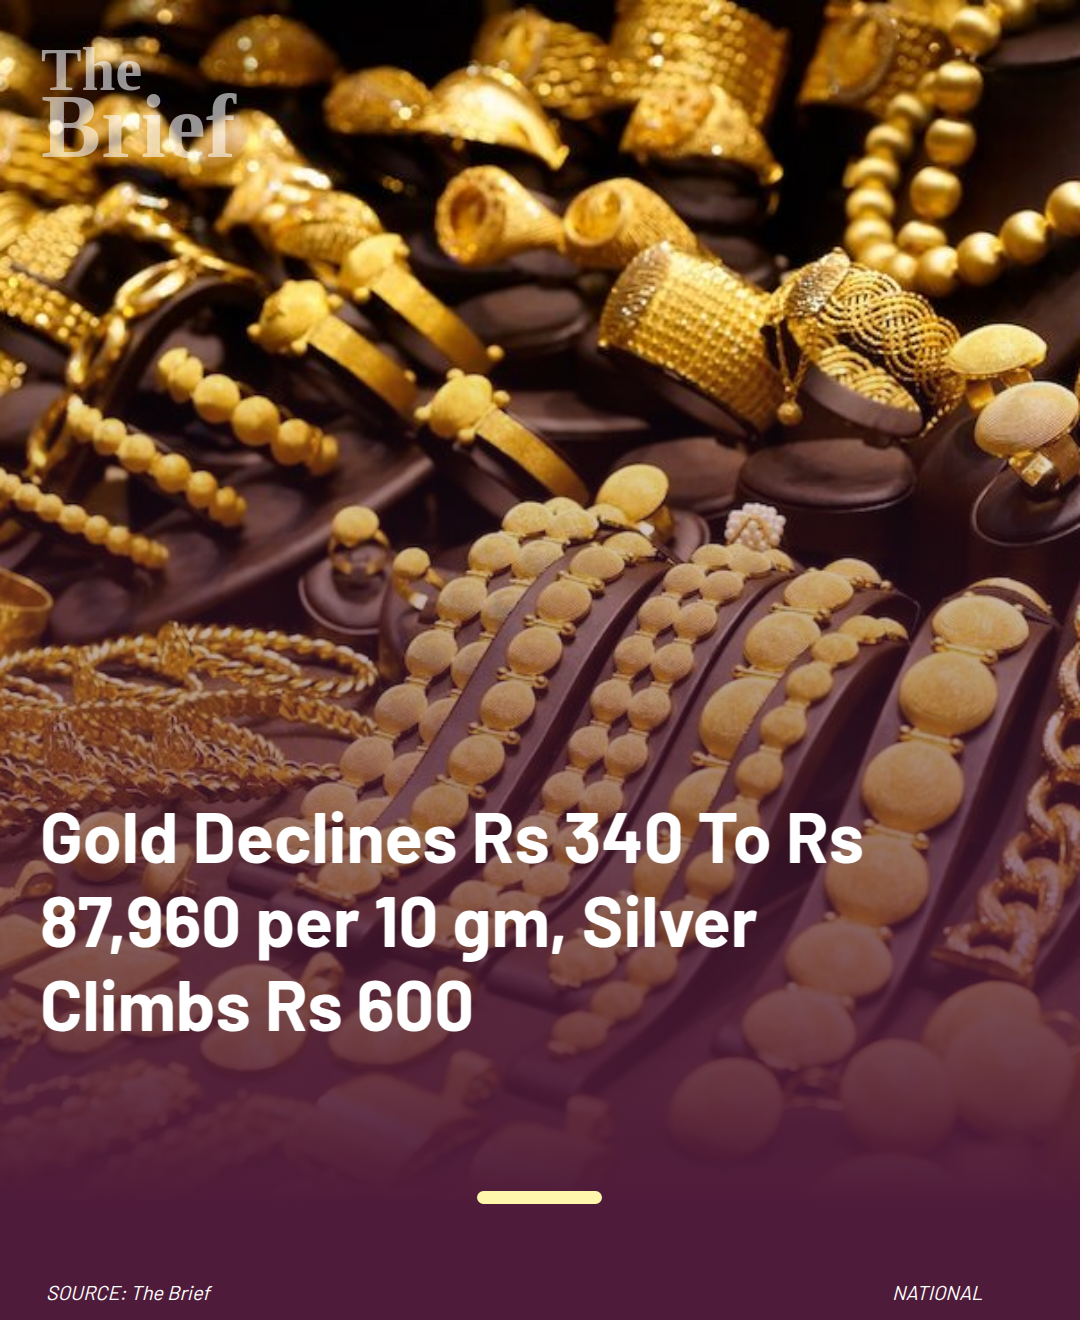 The
Brief
Gold Declines Rs 340 To Rs
87,960 per 10 gm, Silver
Climbs Rs 600
SOURCE: The Brief
NATIONAL